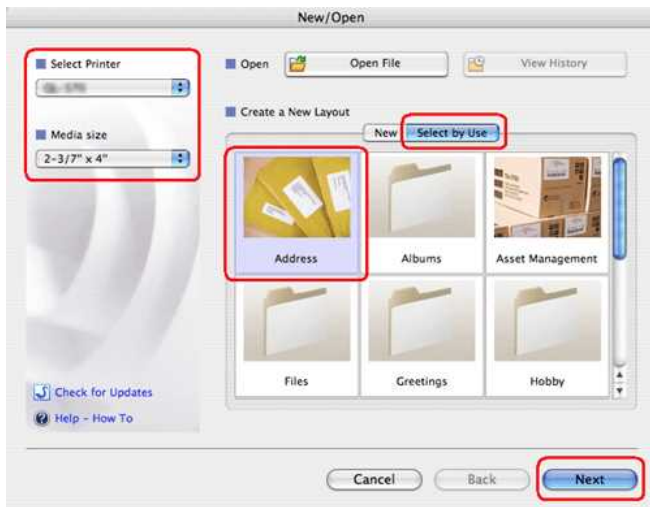 New/Open
Select Printer
Media size
2-3/7" x 4"
Check for Updates
Help - How To
Open
Open File
View History
Create a New Layout
New
Select by Use
Address
Albums
Asset Management
Files
Greetings
Hobby
Cancel
Back
Next